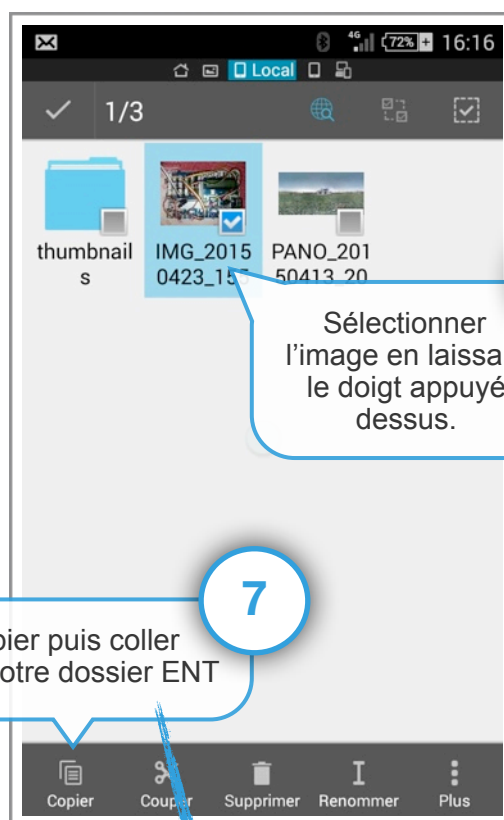 4G 72% 16:16
Local
1/3
thumbnail
s
IMG_2015
0423_155
PANO_201
50413_20
Sélectionner
l'image en laissa
le doigt appuyé
dessus.
7
pier puis coller
otre dossier ENT
Copier Couper Supprimer Renommer Plus